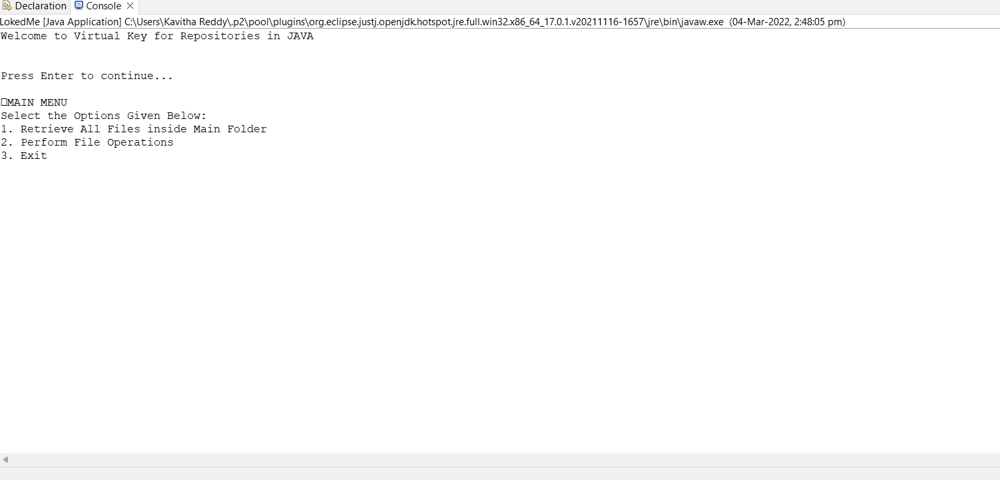 Declaration Console
LokedMe [Java Application] C:\Users\Kavitha Reddy\.p2\pool\plugins\org.eclipse.justj.openjdk.hotspot.jre.full.win32.x86_64_17.0.1.v20211116-1657\jre\bin\javaw.exe (04-Mar-2022, 2:48:05 pm)
Welcome to Virtual Key for Repositories in JAVA
Press Enter to continue...
□MAIN MENU
Select the Options Given Below:
1. Retrieve All Files inside Main Folder
2. Perform File Operations
3. Exit